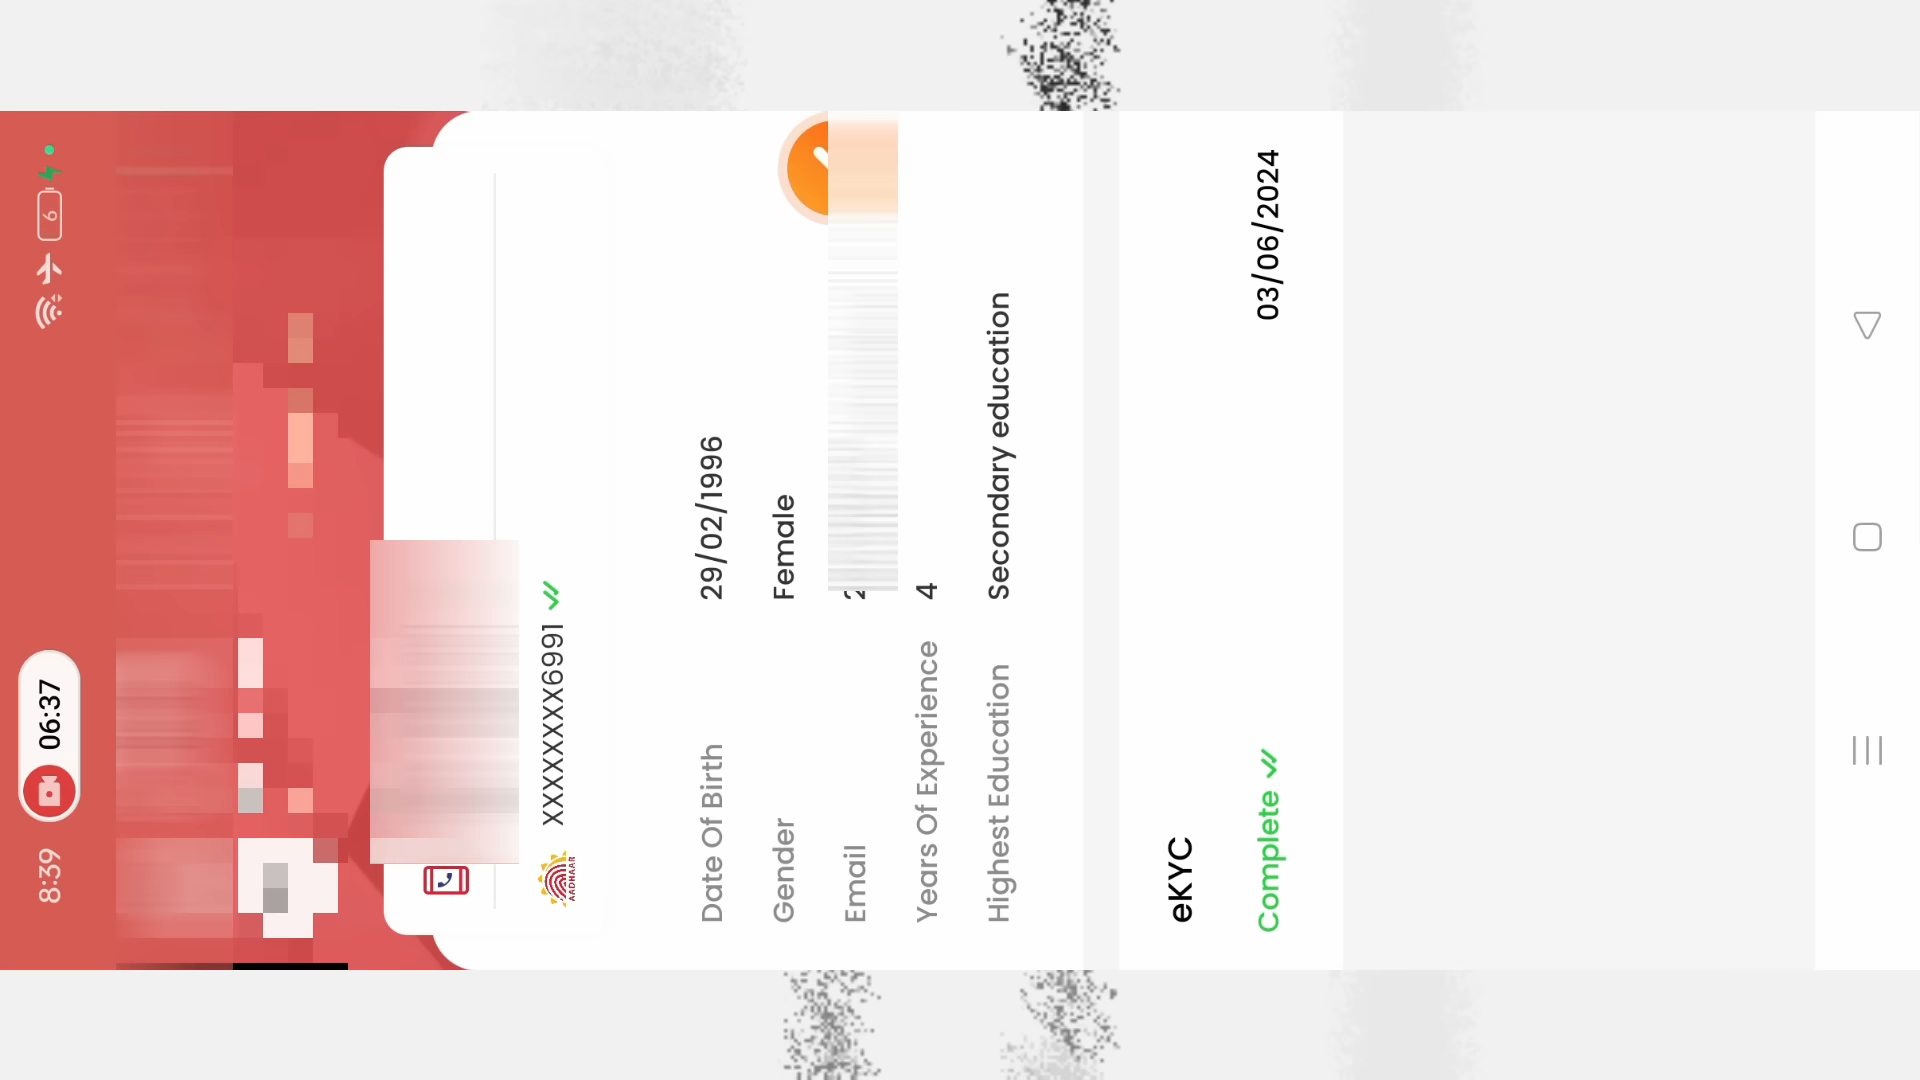 8:39
06:37
6
XXXXXXXX6991
AADHAAR
Date Of Birth 29/02/1996
Gender Female
Email
Years Of Experience 4
Highest Education Secondary education
eKYC
Complete 03/06/2024